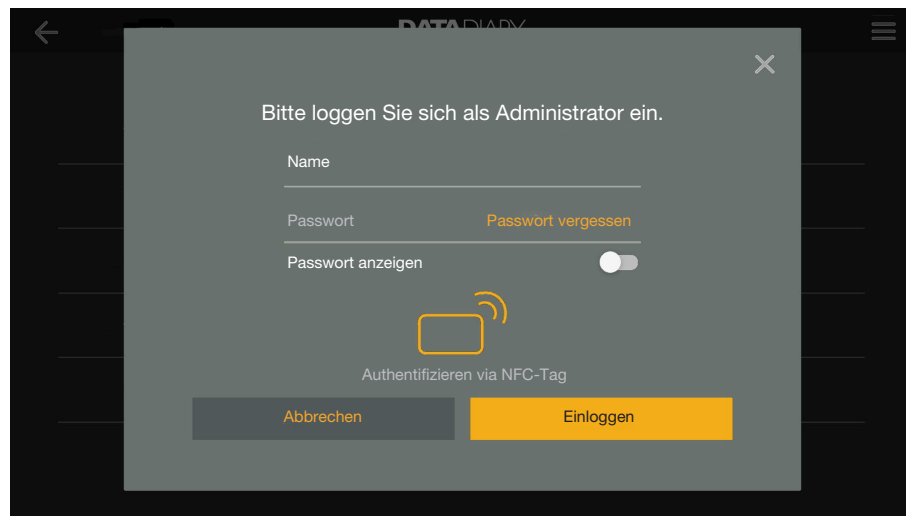 DATADIARY
Bitte loggen Sie sich als Administrator ein.
Name
Passwort Passwort vergessen
Passwort anzeigen
Authentifizieren via NFC-Tag
Abbrechen Einloggen